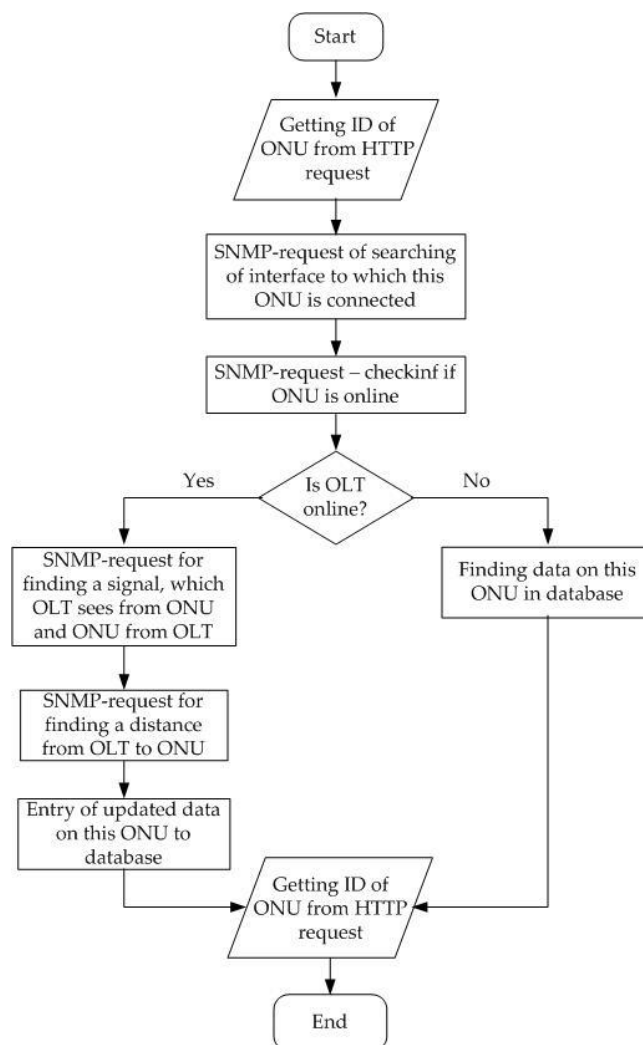 Start
Getting ID of
ONU from HTTP
request
SNMP-request of searching
of interface to which this
ONU is connected
SNMP-request – checkinf if
ONU is online
Is OLT
online?
Yes
No
SNMP-request for
finding a signal, which
OLT sees from ONU
and ONU from OLT
Finding data on this
ONU in database
SNMP-request for
finding a distance
from OLT to ONU
Entry of updated data
on this ONU to
database
Getting ID of
ONU from HTTP
request
End